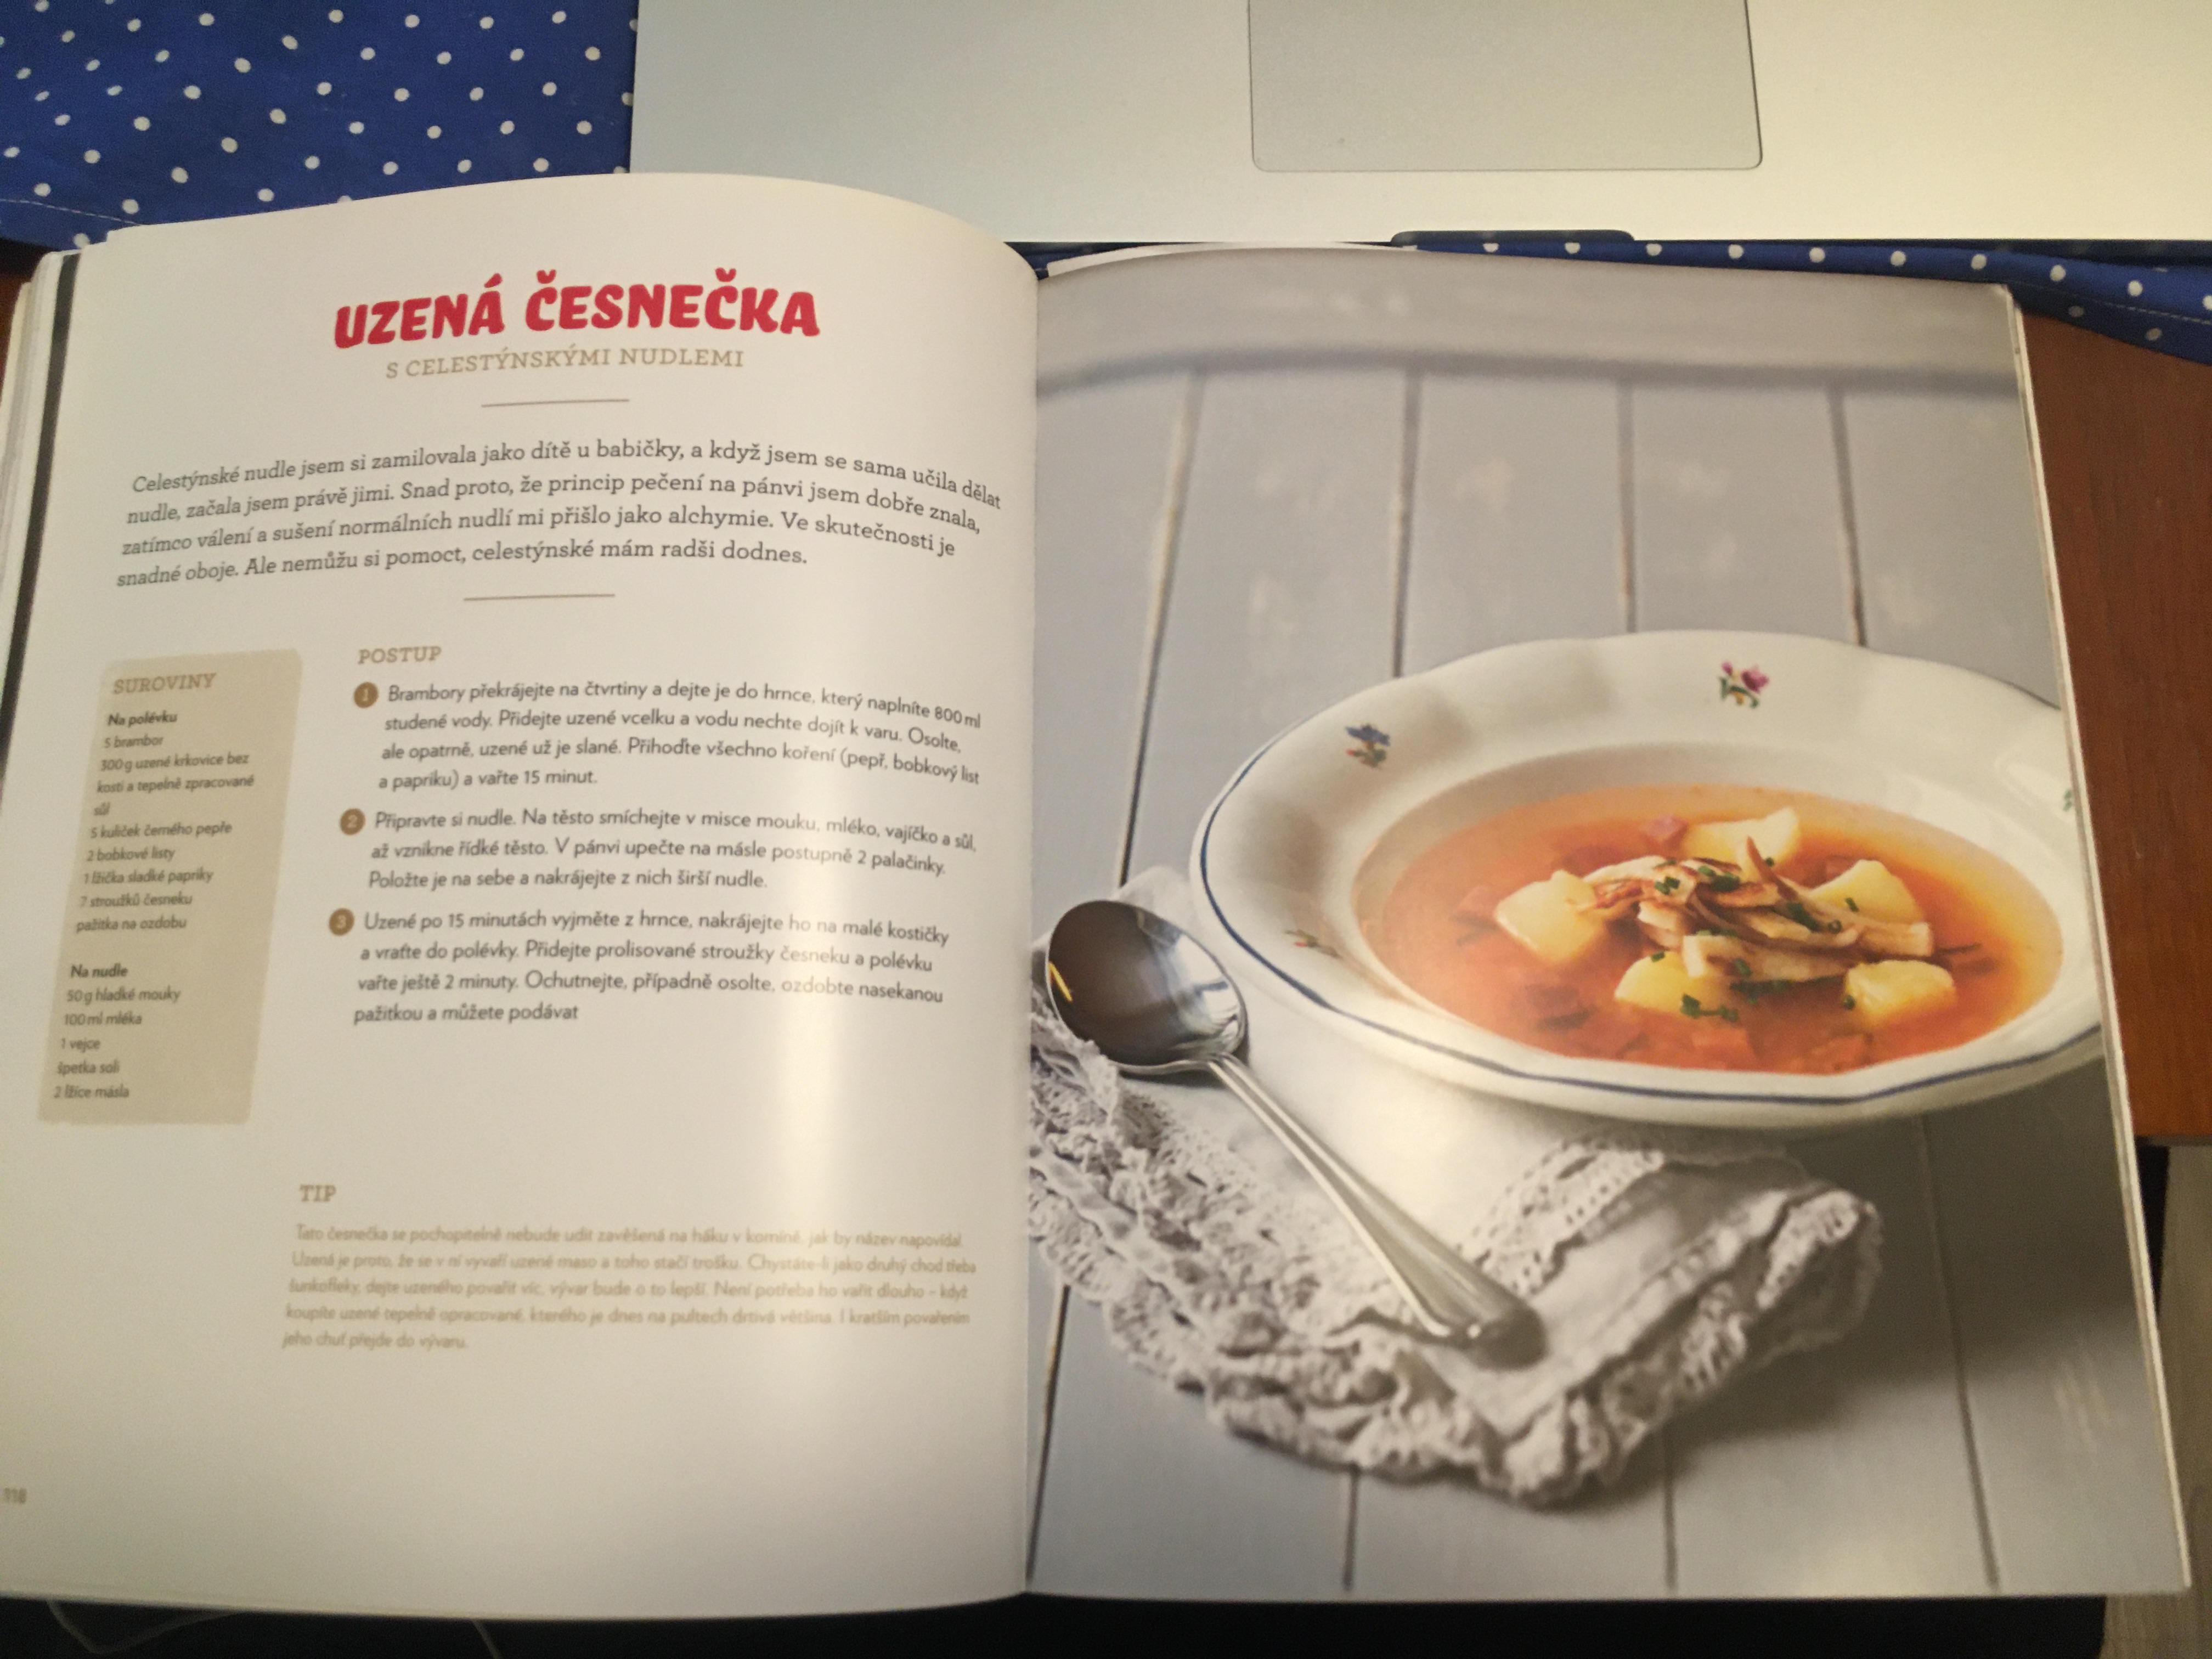 UZENÁ ČESNEČKA
S CELESTÝNSKÝMI NUDLEMI
Celestýnské nudle jsem si zamilovala jako dítě u babičky, a když jsem se sama učila dělat
nudle, začala jsem právě jimi. Snad proto, že princip pečení na pánvi jsem dobře znala,
zatímco válení a sušení normálních nudlí mi přišlo jako alchymie. Ve skutečnosti je
snadné oboje. Ale nemůžu si pomoct, celestýnské mám radši dodnes.
SUROVINY
Na polévku
5 brambor
300 g uzené krkovice bez
kosti a tepelně zpracované
sůl
5 kuliček černého pepře
2 bobkové listy
1 lžička sladké papriky
7 stroužků česneku
pažitka na ozdobu
Na nudle
50 g hladké mouky
100 ml mléka
1 vejce
špetka soli
2 lžíce másla
POSTUP
1 Brambory překrájejte na čtvrtiny a dejte je do hrnce, který naplníte 800 ml
studené vody. Přidejte uzené vcelku a vodu nechte dojít k varu. Osolte,
ale opatrně, uzené už je slané. Přihoďte všechno koření (pepř, bobkový list
a papriku) a vařte 15 minut.
2 Připravte si nudle. Na těsto smíchejte v misce mouku, mléko, vajíčko a sůl,
až vznikne řídké těsto. V pánvi upečte na másle postupně 2 palačinky.
Položte je na sebe a nakrájejte z nich širší nudle.
3 Uzené po 15 minutách vyjměte z hrnce, nakrájejte ho na malé kostičky
a vraťte do polévky. Přidejte prolisované stroužky česneku a polévku
vařte ještě 2 minuty. Ochutnejte, případně osolte, ozdobte nasekanou
pažitkou a můžete podávat
TIP
Tato česnečka se pochopitelně nebude udit zavěšená na háku v komíně, jak by název napovídal.
Uzená je proto, že se v ní vyvaří uzené maso a toho stačí trošku. Chystáte-li jako druhý chod třeba
šunkofleky, dejte uzeného povařit víc, vývar bude o to lepší. Není potřeba ho vařit dlouho – když
koupíte uzené tepelně opracované, kterého je dnes na pultech drtivá většina. I kratším povařením
jeho chuť přejde do vývaru.
118